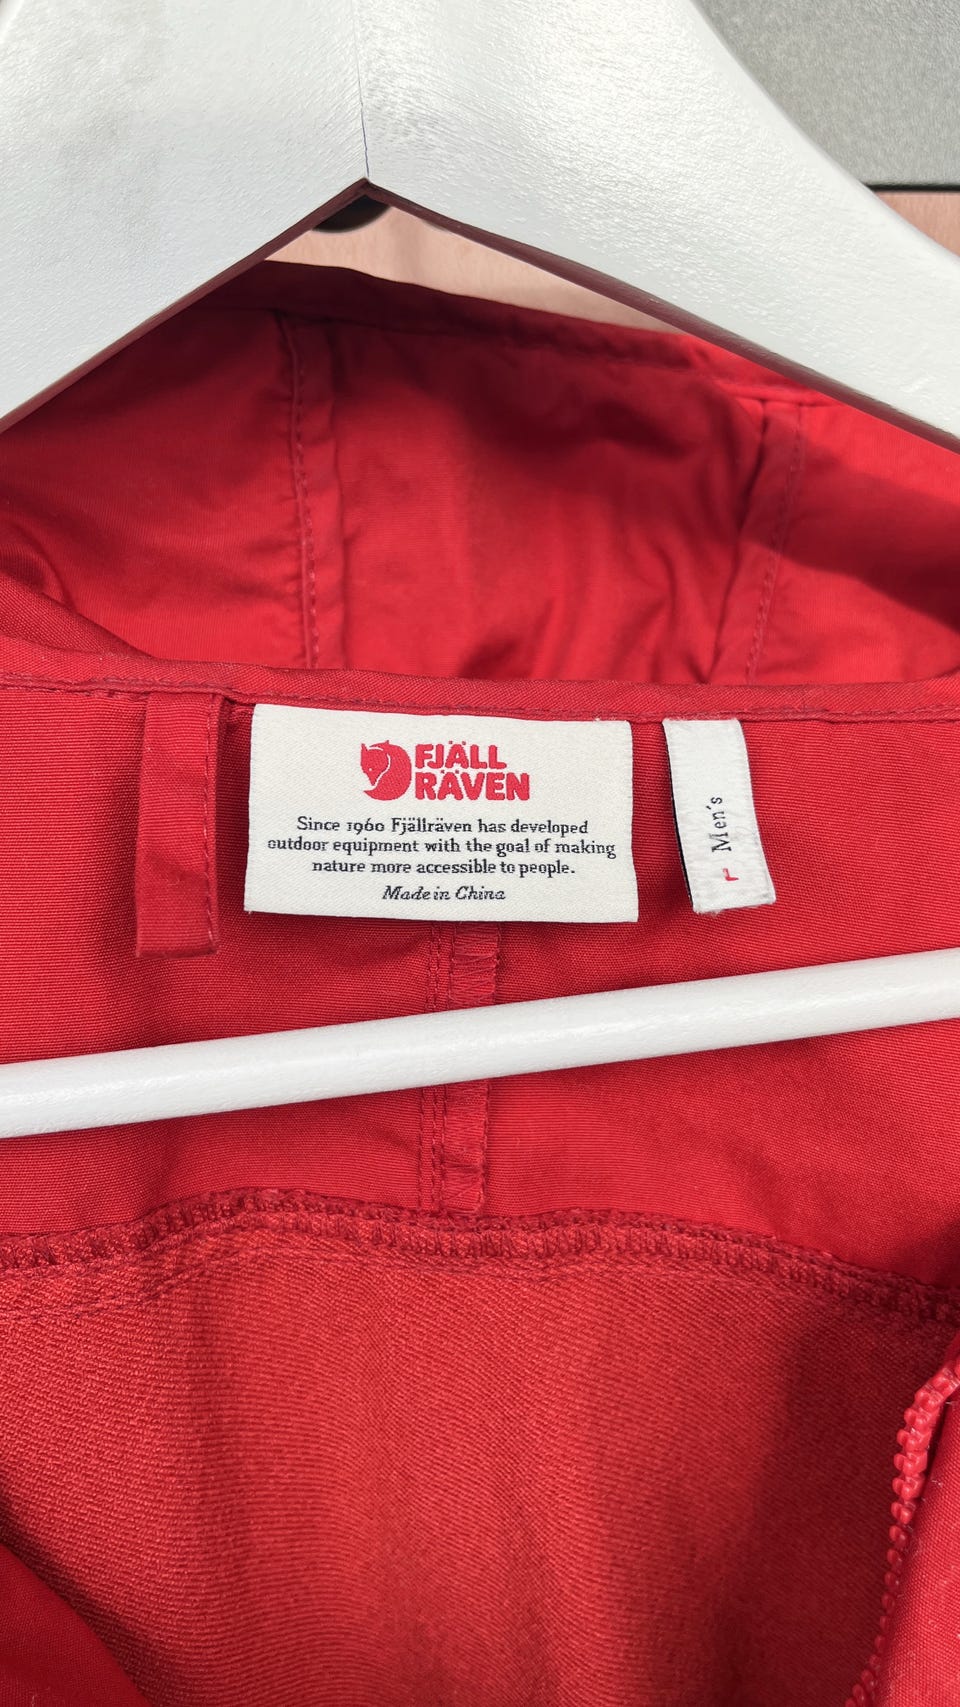 FJÄLL
RÄVEN
Since 1960 Fjällräven has developed
outdoor equipment with the goal of making
nature more accessible to people.
Made in China
Men's
L